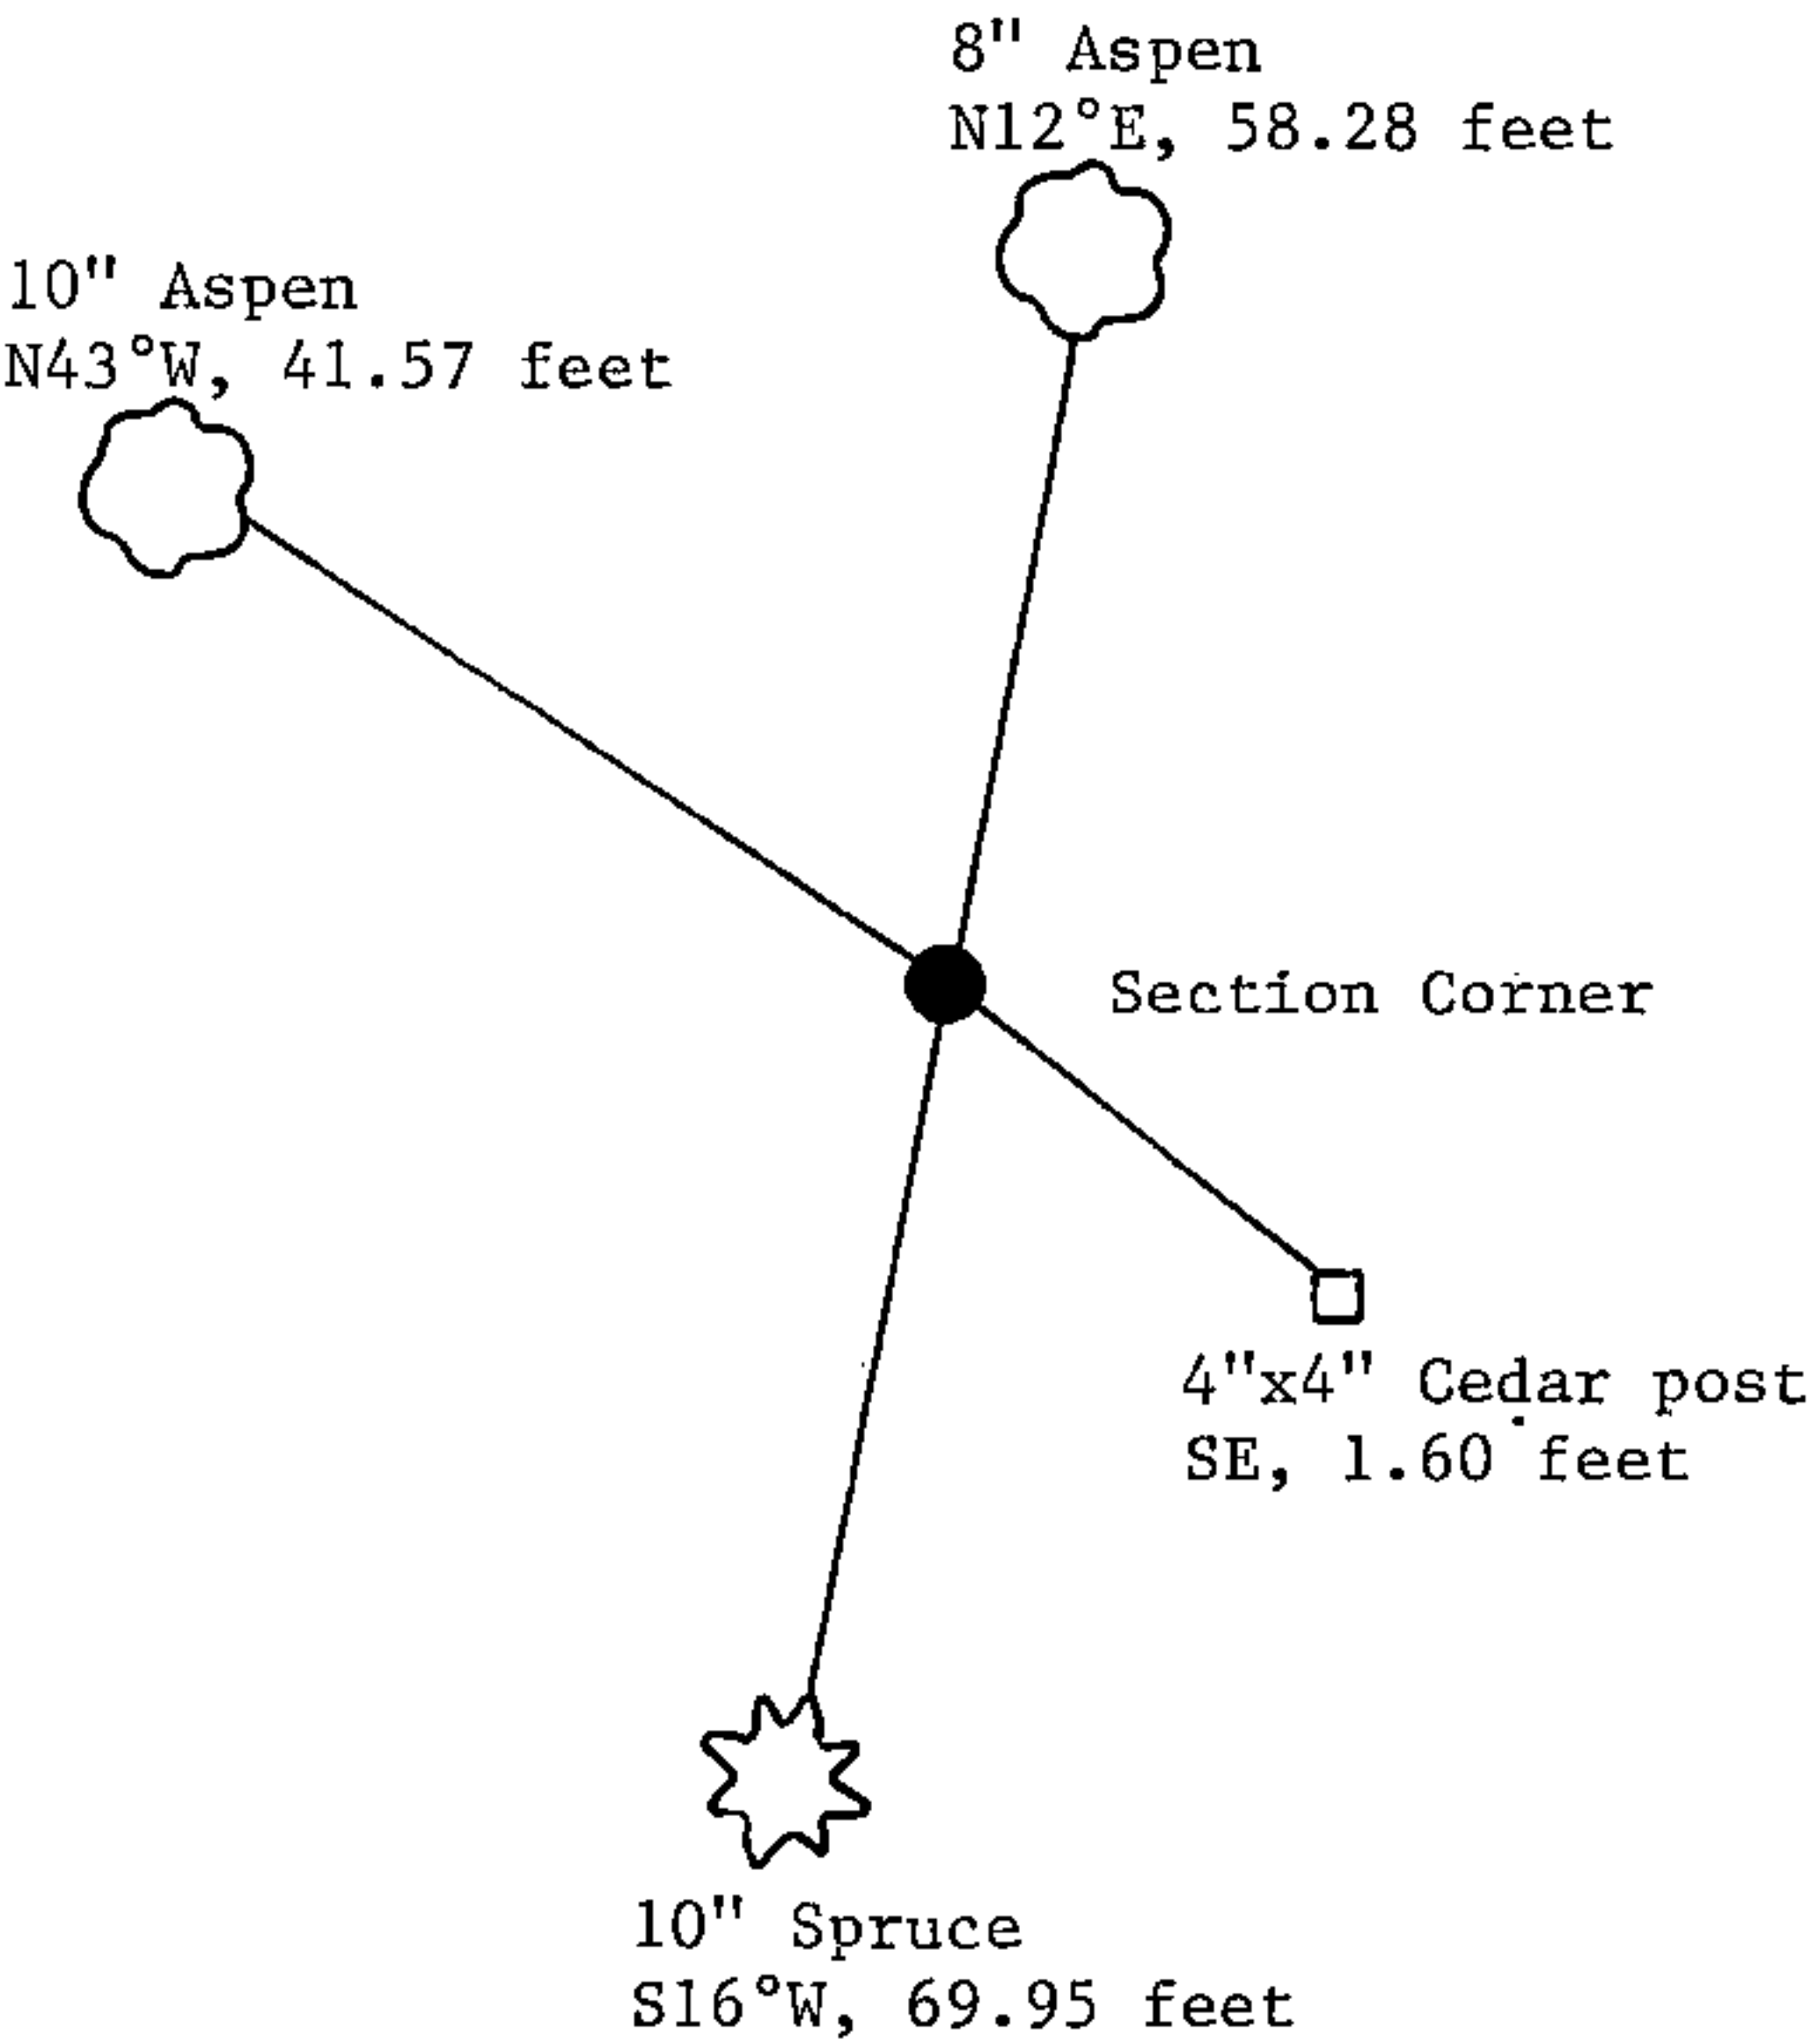 8" Aspen
N12°E, 58.28 feet
10" Aspen
N43°W, 41.57 feet
Section Corner
4"x4" Cedar post
SE, 1.60 feet
10" Spruce
S16°W, 69.95 feet